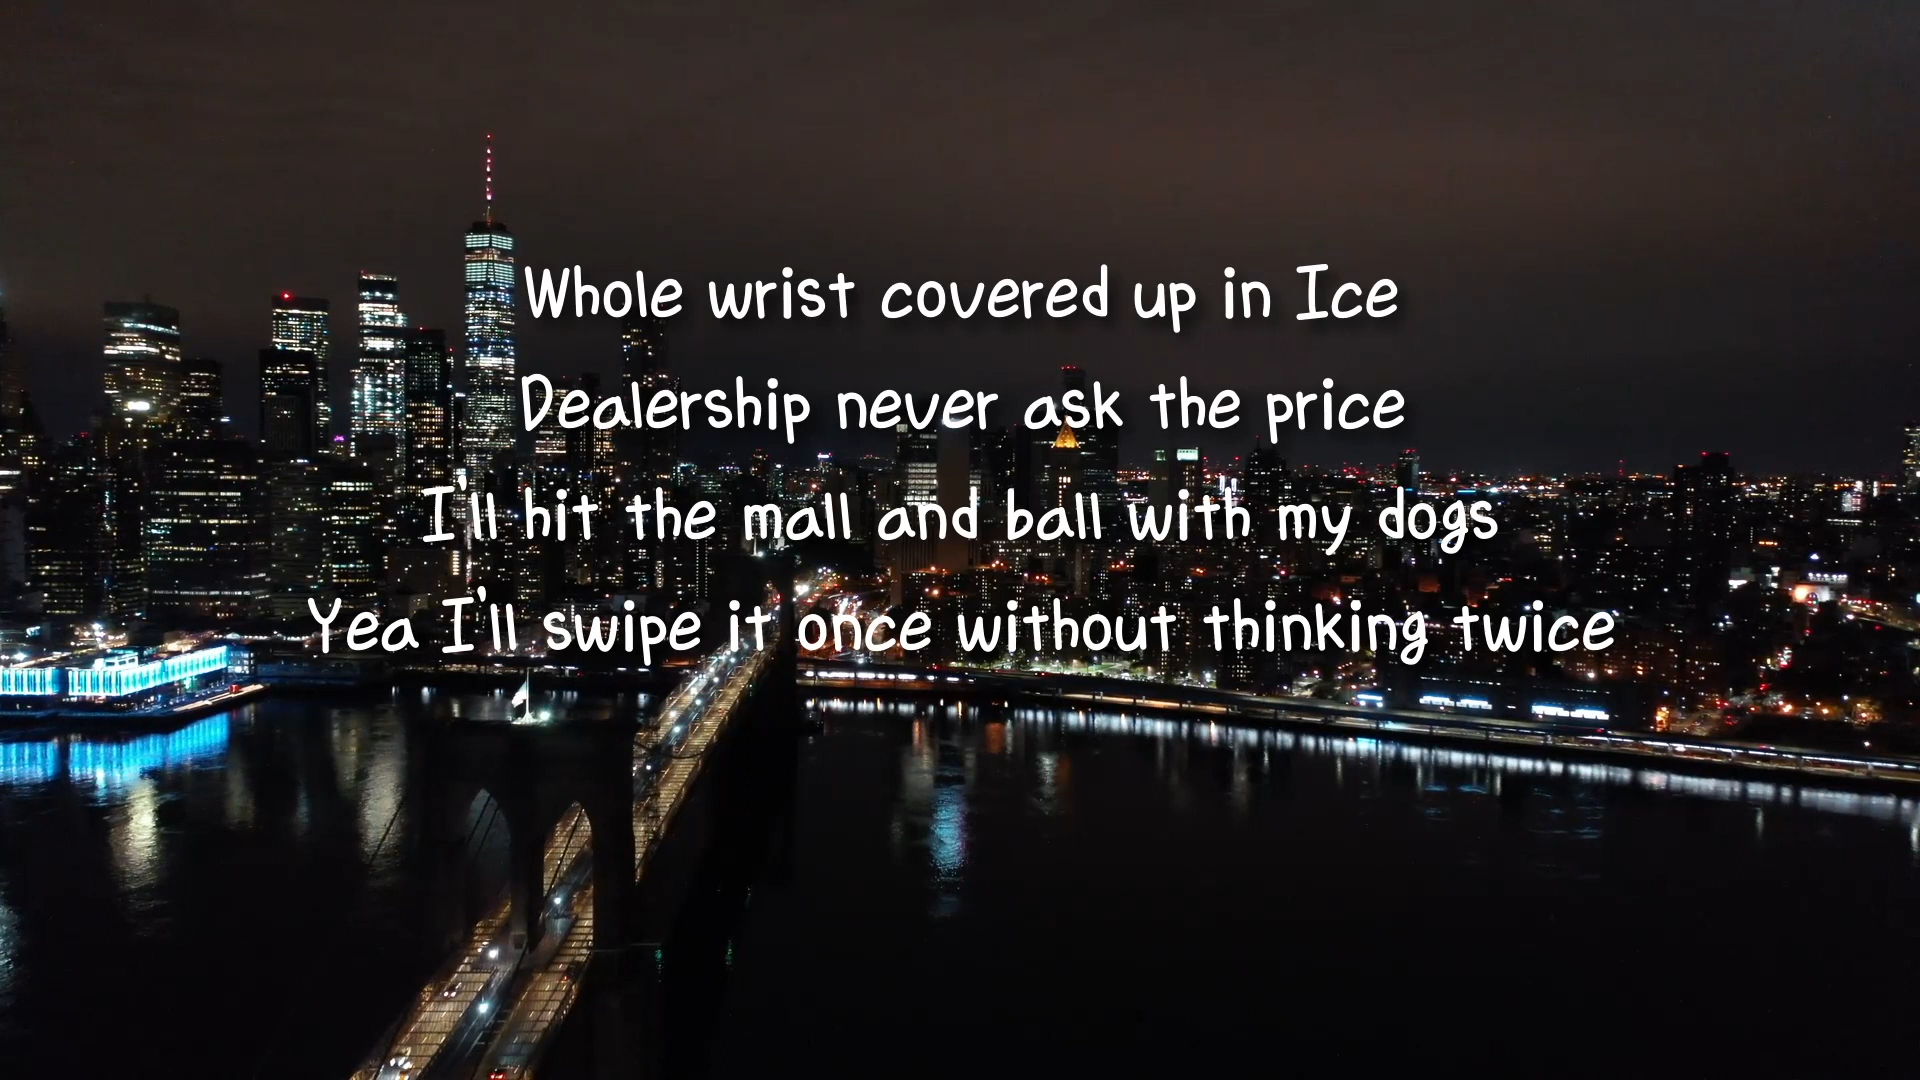 Whole wrist covered up in Ice
Dealership never ask the price
I'll hit the mall and ball with my dogs
Yea I'll swipe it once without thinking twice